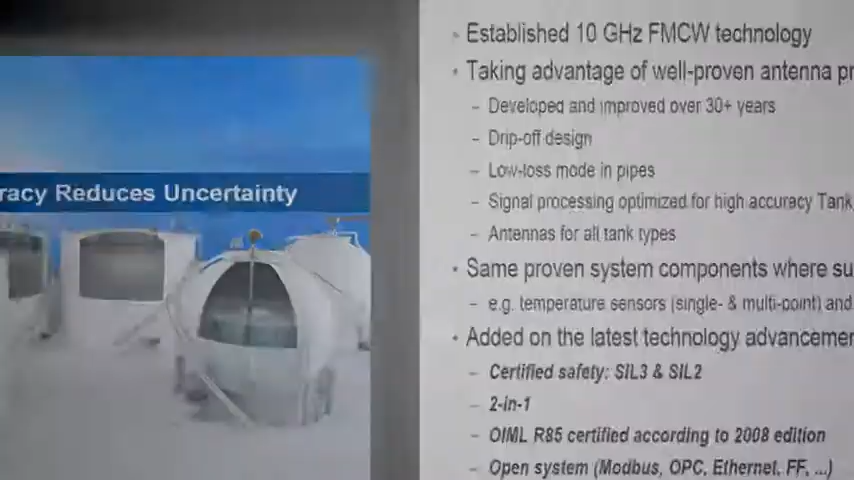 racy Reduces Uncertainty
- Established 10 GHz FMCW technology
- Taking advantage of well-proven antenna pr
– Developed and improved over 30+ years
– Drip-off design
– Low-loss mode in pipes
– Signal processing optimized for high accuracy Tank
– Antennas for all tank types
- Same proven system components where su
– e.g. temperature sensors (single- & multi-point) and
- Added on the latest technology advancemen
– Certified safety: SIL3 & SIL2
– 2-in-1
– OIML R85 certified according to 2008 edition
– Open system (Modbus, OPC, Ethernet, FF, ...)